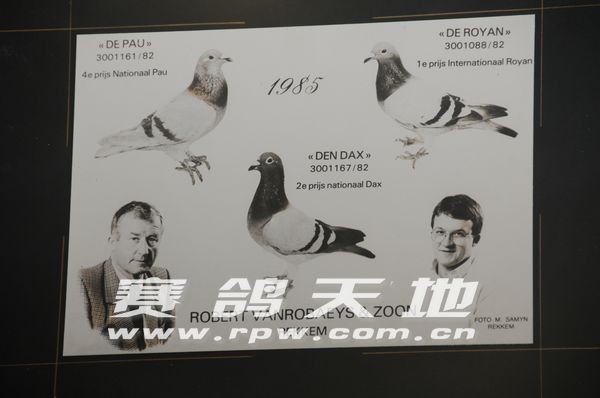 « DE PAU »
3001161/82
4e prijs Nationaal Pau
« DE ROYAN »
3001088/82
1e prijs Internationaal Royan
1985
« DEN DAX »
3001167/82
2e prijs nationaal Dax
赛鸽天地
ROBERT VANROBAEYS & ZOON
www.rpw.com.cn
REKKEM
FOTO M. SAMYN
REKKEM